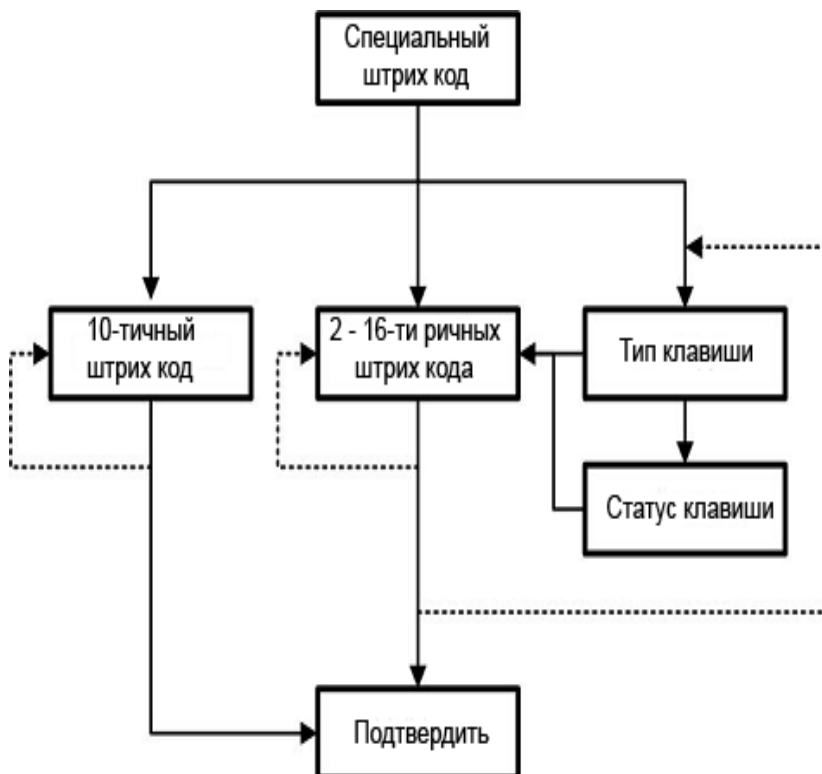 Специальный
штрих код
10-тичный
штрих код
2 - 16-ти ричных
штрих кода
Тип клавиши
Статус клавиши
Подтвердить